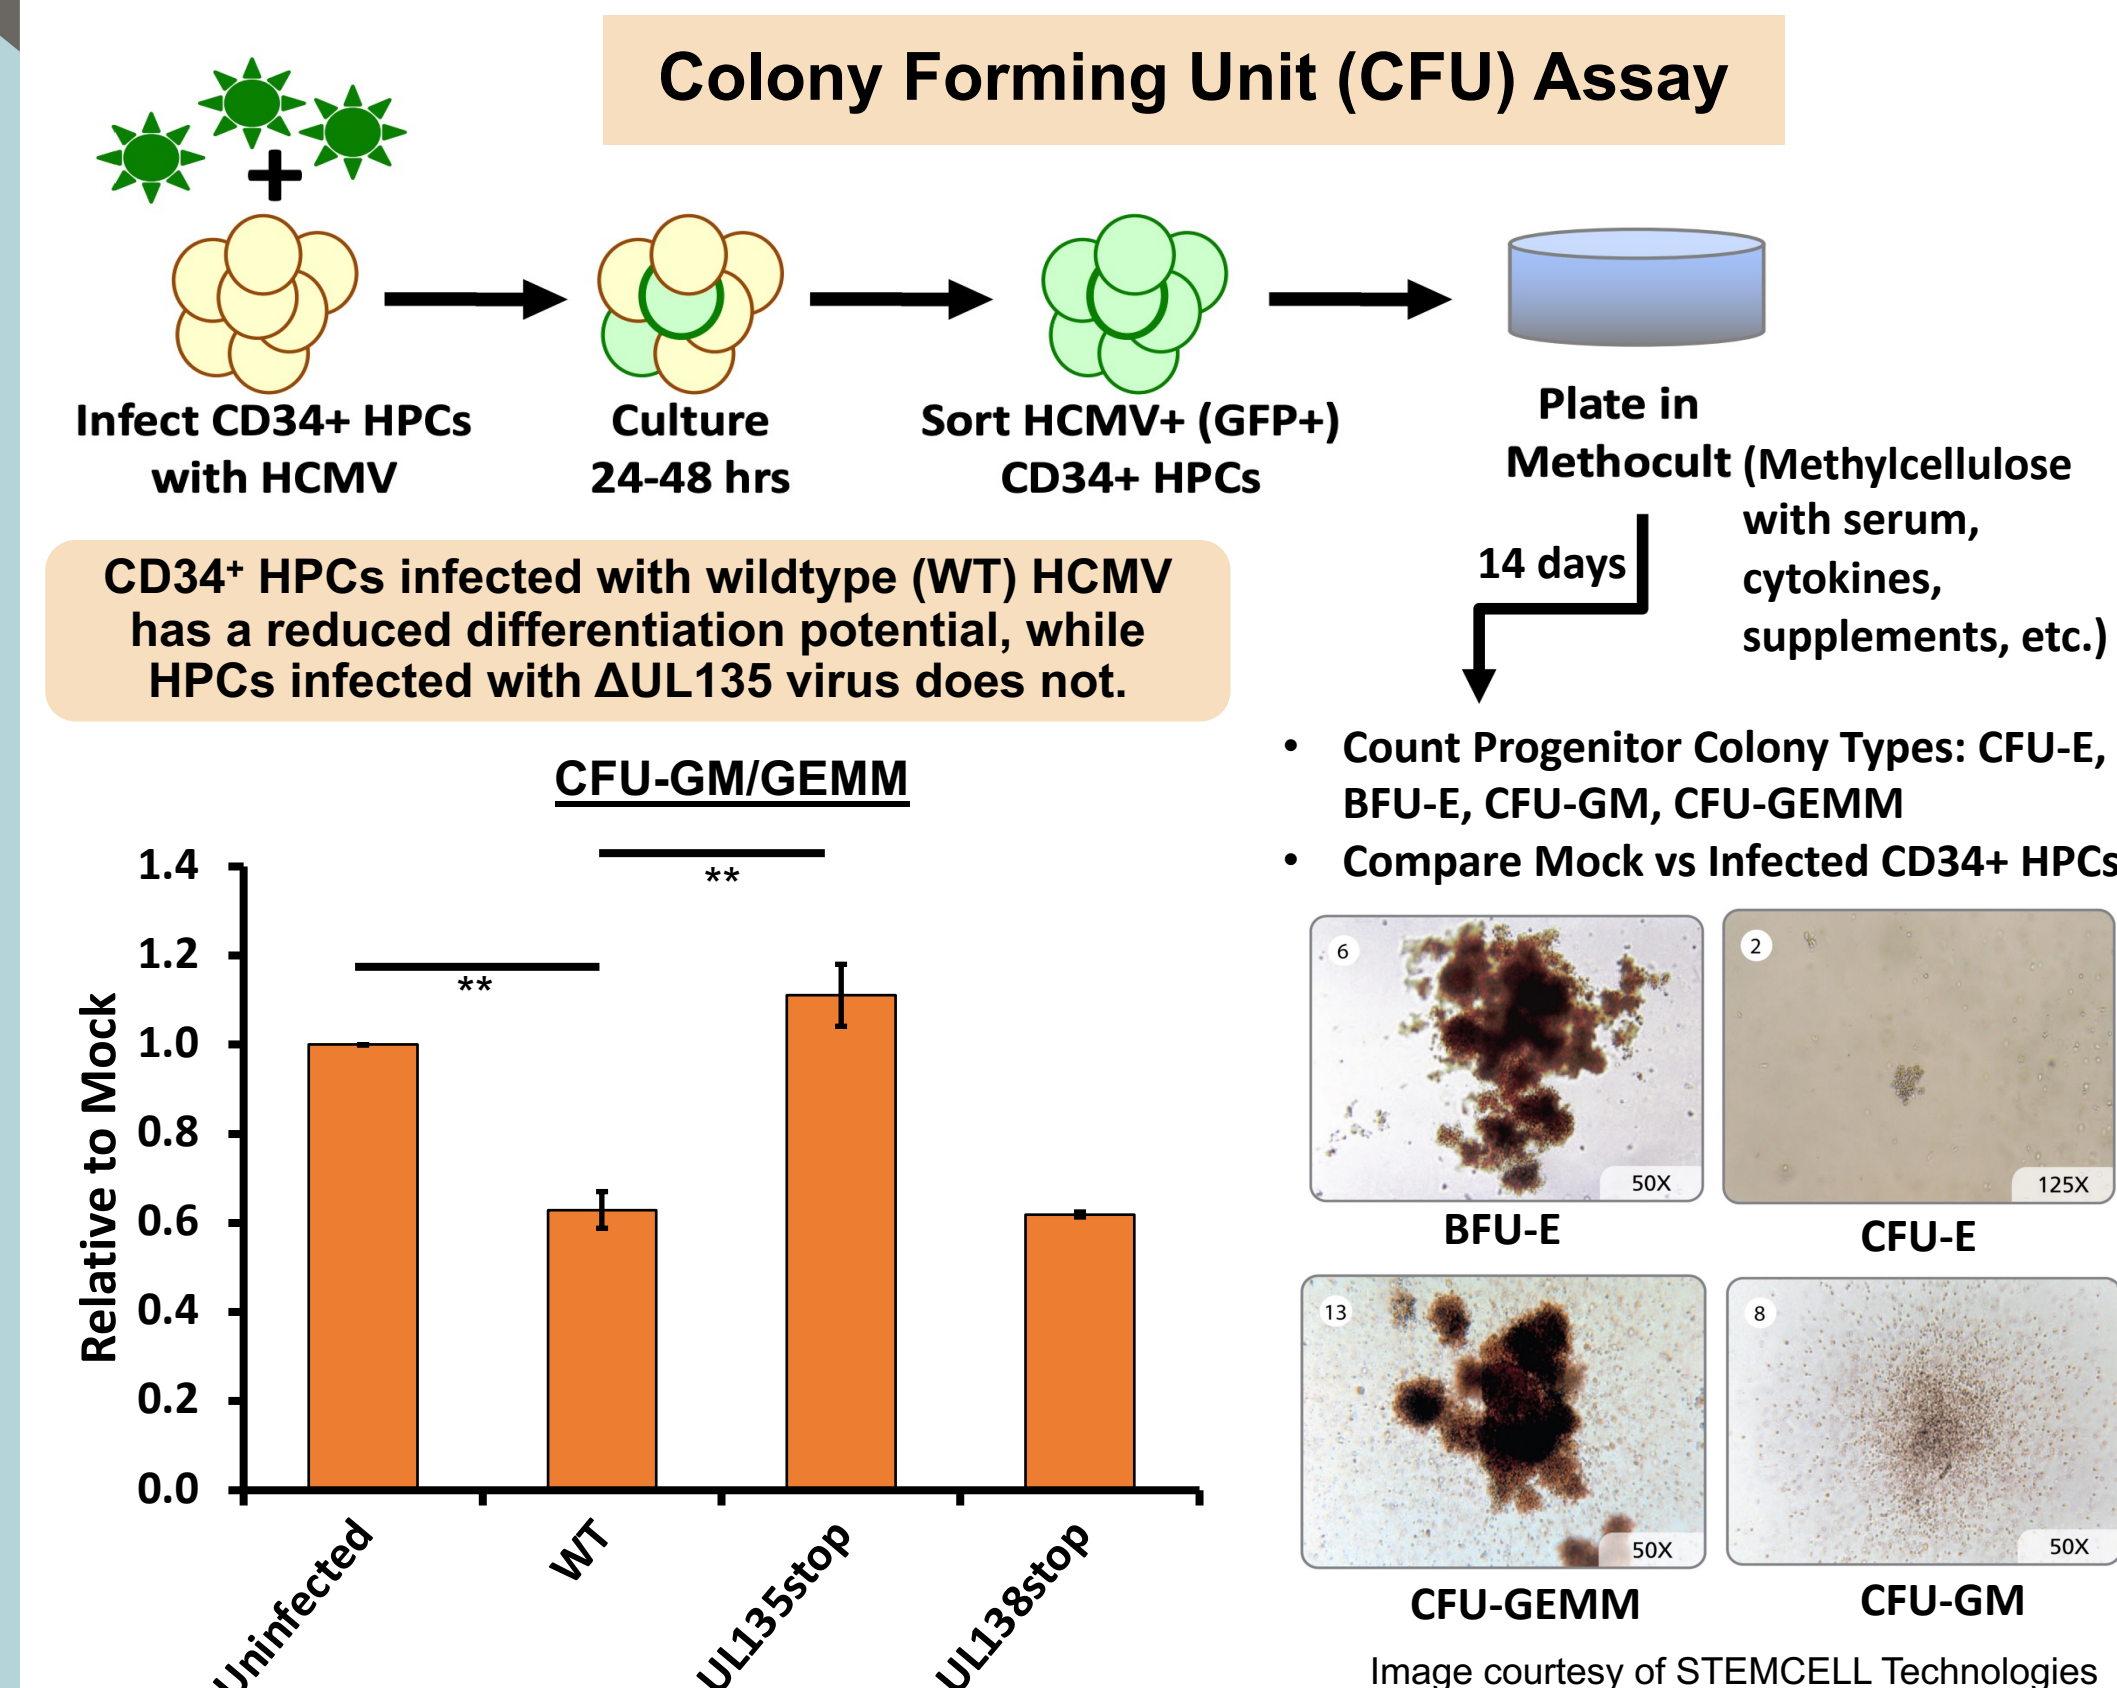 Colony Forming Unit (CFU) Assay
+
Infect CD34+ HPCs
with HCMV
Culture
24-48 hrs
Sort HCMV+ (GFP+)
CD34+ HPCs
Plate in
Methocult (Methylcellulose
with serum,
cytokines,
supplements, etc.)
14 days
CD34⁺ HPCs infected with wildtype (WT) HCMV
has a reduced differentiation potential, while
HPCs infected with ΔUL135 virus does not.
• Count Progenitor Colony Types: CFU-E,
BFU-E, CFU-GM, CFU-GEMM
• Compare Mock vs Infected CD34+ HPCs
CFU-GM/GEMM
Relative to Mock
1.4
1.2
1.0
0.8
0.6
0.4
0.2
0.0
**
**
Uninfected
WT
UL135stop
UL138stop
6
50X
BFU-E
2
125X
CFU-E
13
50X
CFU-GEMM
8
50X
CFU-GM
Image courtesy of STEMCELL Technologies